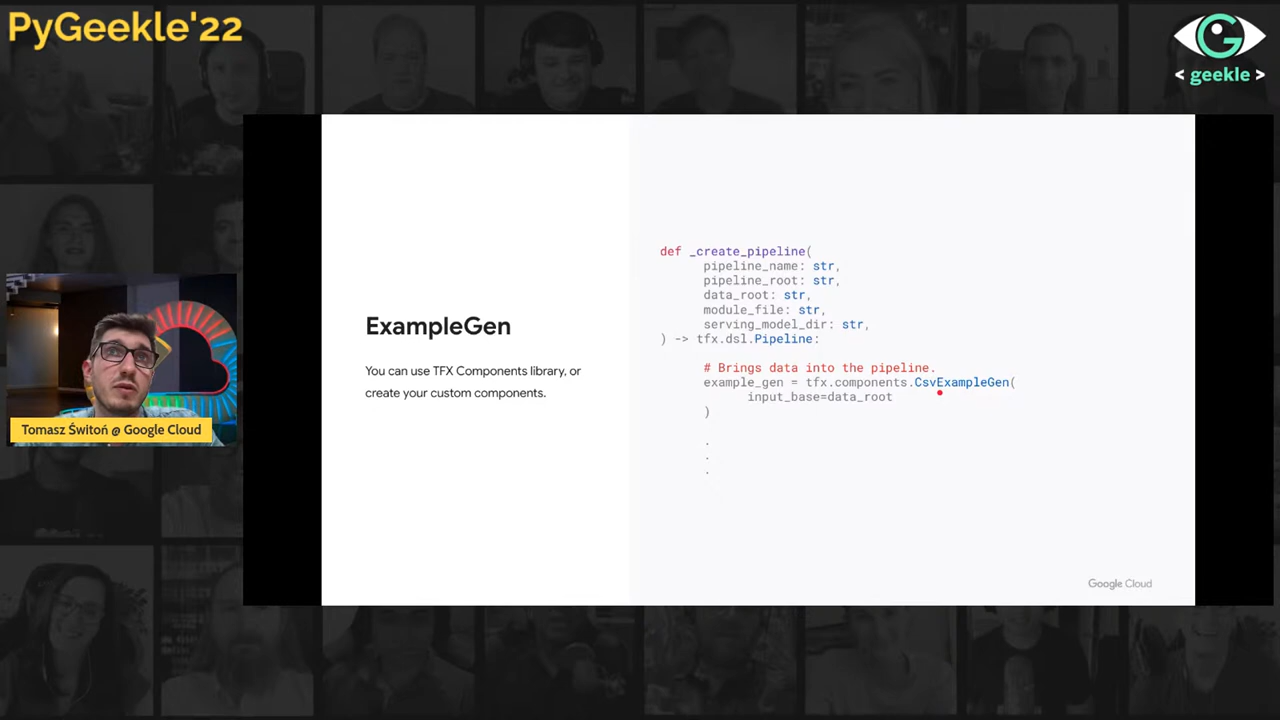 PyGeekle'22
G
< geekle >
ExampleGen
You can use TFX Components library, or
create your custom components.
def _create_pipeline(
pipeline_name: str,
pipeline_root: str,
data_root: str,
module_file: str,
serving_model_dir: str,
) -> tfx.dsl.Pipeline:
# Brings data into the pipeline.
example_gen = tfx.components.CsvExampleGen(
input_base=data_root
)
.
.
.
Google Cloud
Tomasz Świtoń @ Google Cloud